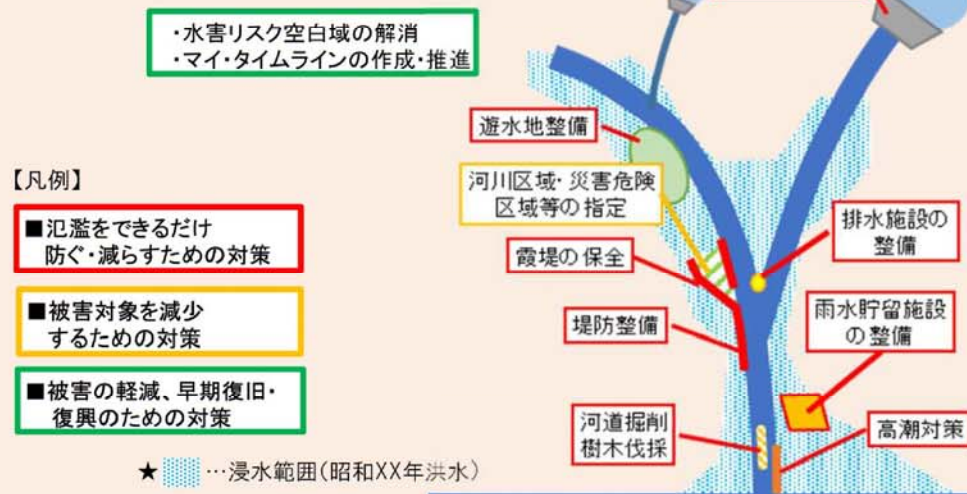 ・水害リスク空白域の解消
・マイ・タイムラインの作成・推進
遊水地整備
河川区域・災害危険
区域等の指定
霞堤の保全
堤防整備
排水施設の
整備
雨水貯留施設
の整備
河道掘削
樹木伐採
高潮対策
【凡例】
■氾濫をできるだけ
防ぐ・減らすための対策
■被害対象を減少
するための対策
■被害の軽減、早期復旧・
復興のための対策
★ …浸水範囲(昭和XX年洪水)